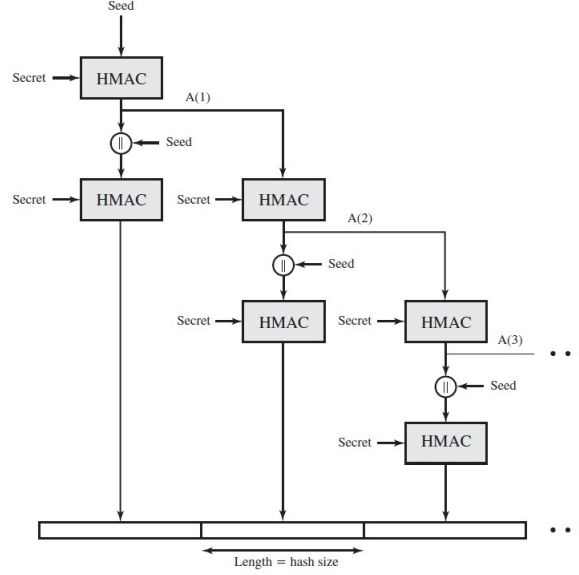 Seed
Secret HMAC
A(1)
|| Seed
Secret HMAC Secret HMAC
A(2)
|| Seed
Secret HMAC Secret HMAC
A(3)
|| Seed
Secret HMAC
Length = hash size